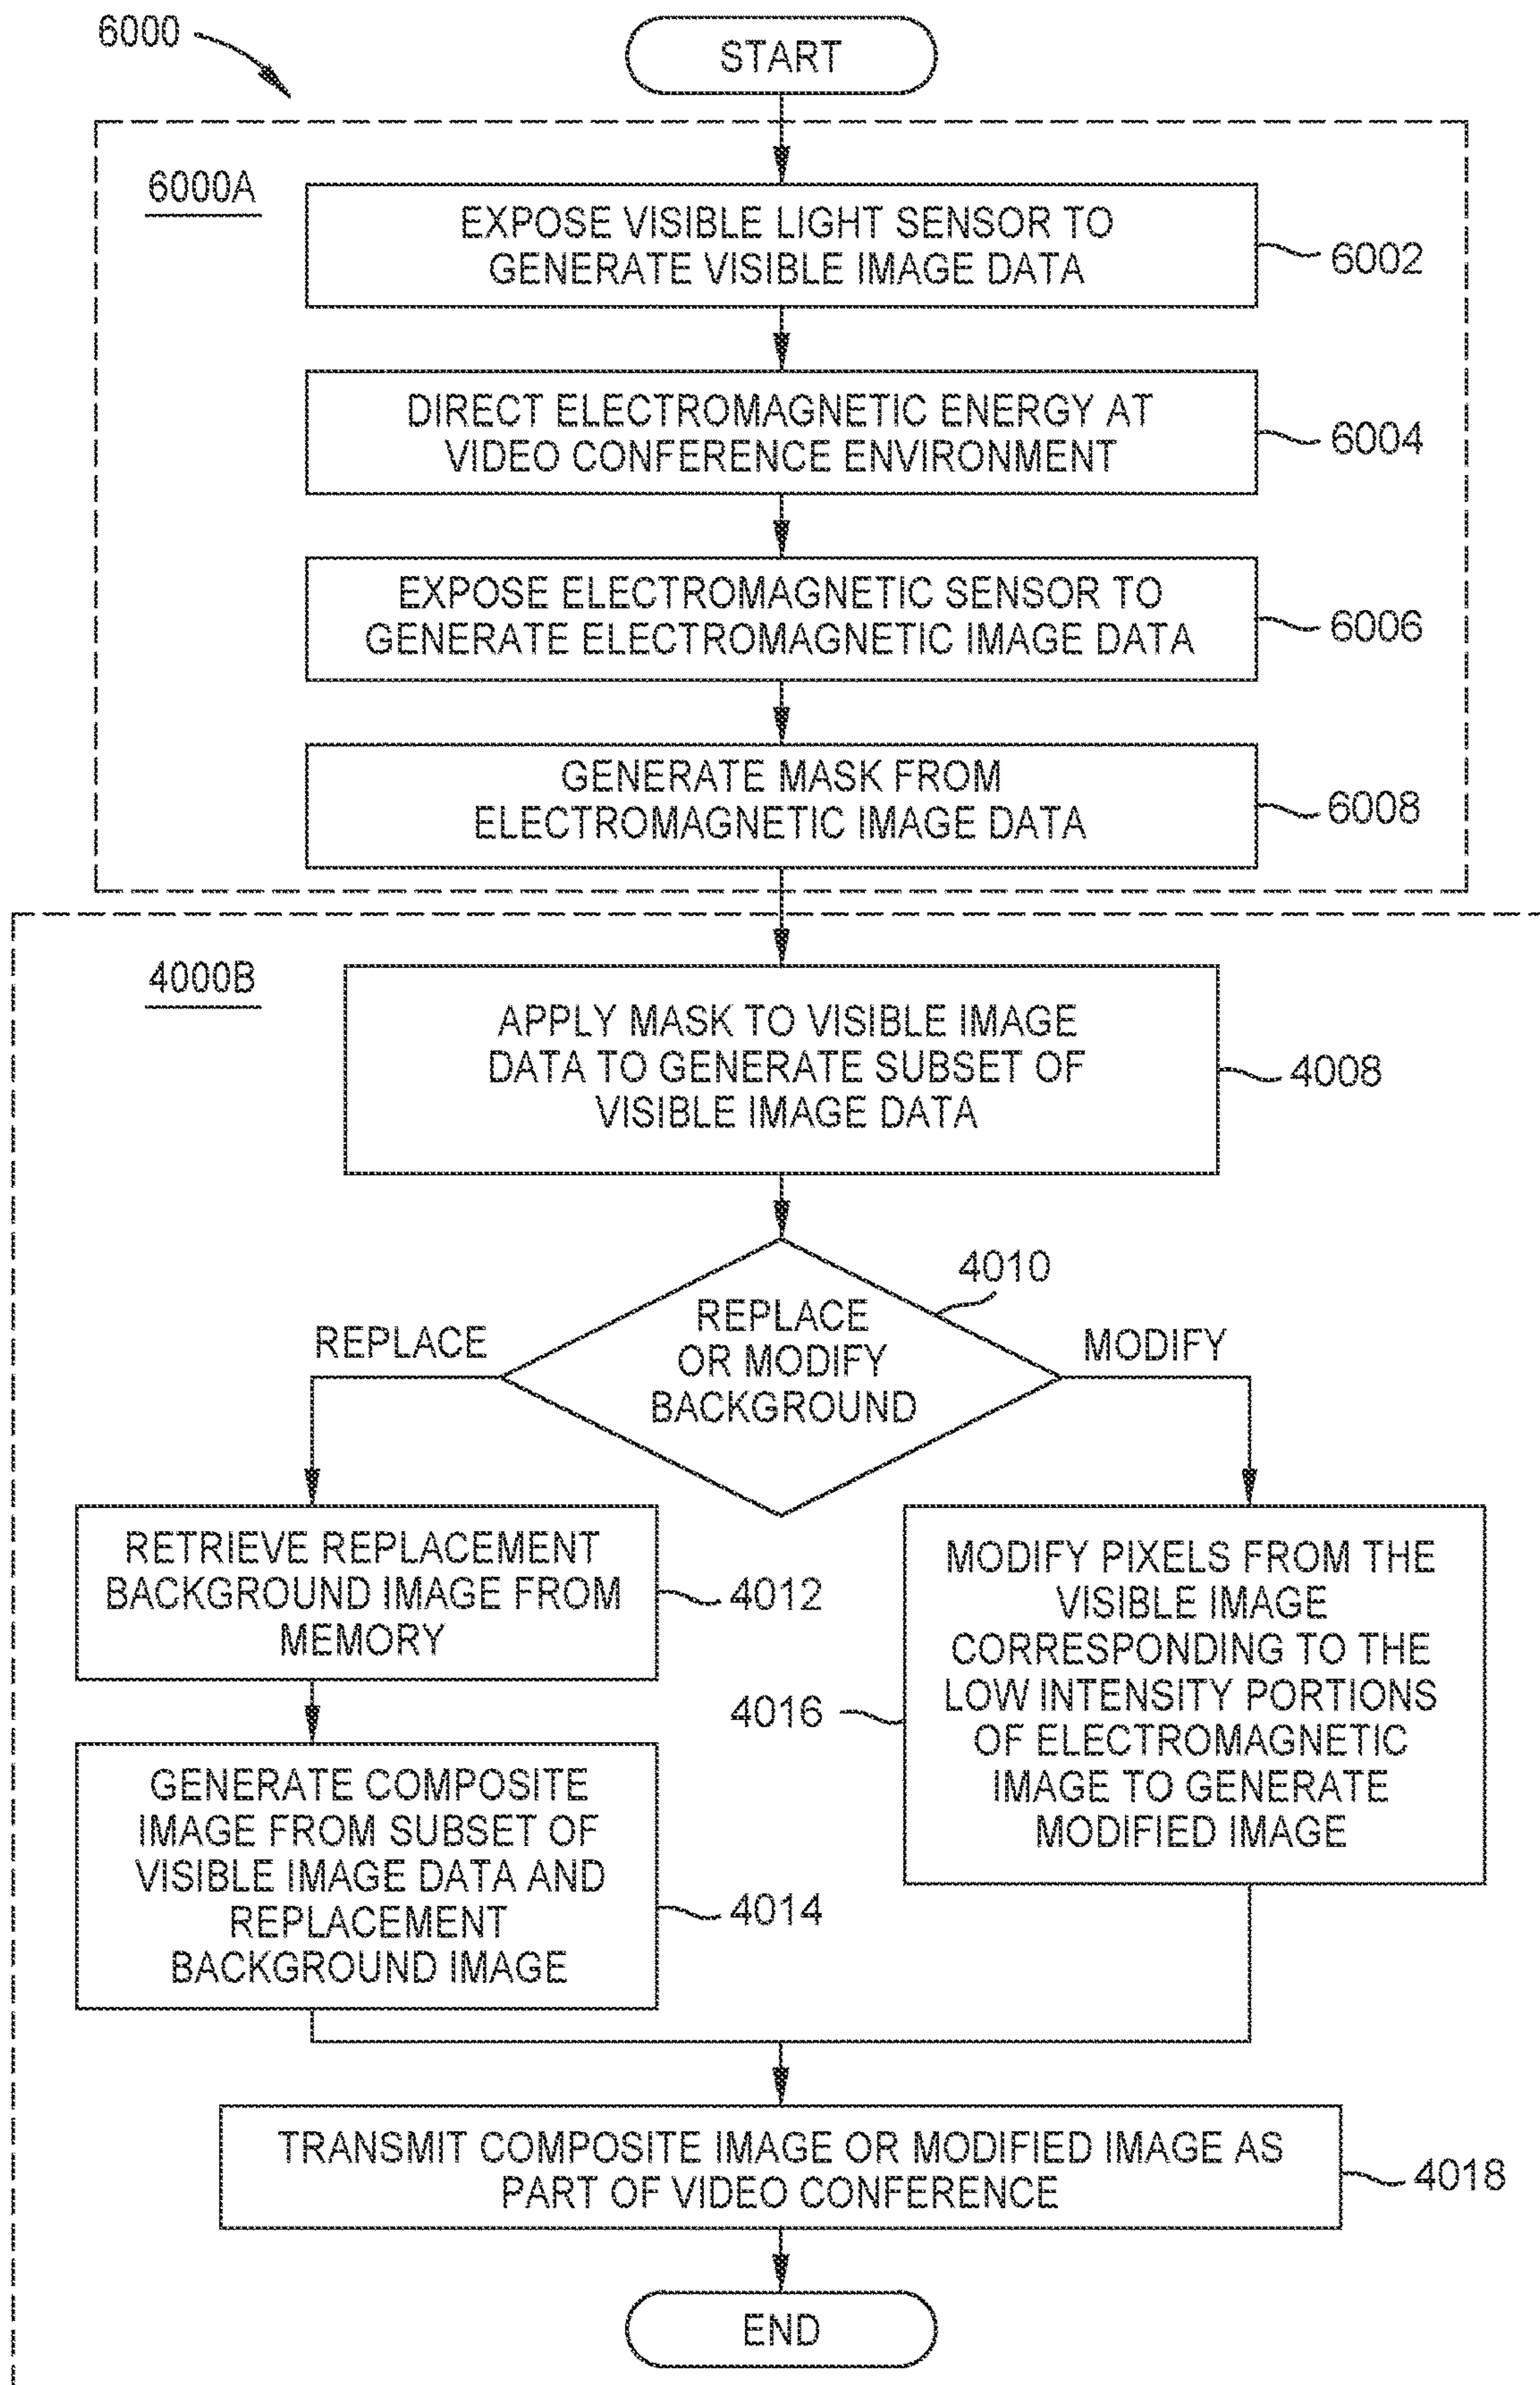 6000
START
6000A
EXPOSE VISIBLE LIGHT SENSOR TO
GENERATE VISIBLE IMAGE DATA
6002
DIRECT ELECTROMAGNETIC ENERGY AT
VIDEO CONFERENCE ENVIRONMENT
6004
EXPOSE ELECTROMAGNETIC SENSOR TO
GENERATE ELECTROMAGNETIC IMAGE DATA
6006
GENERATE MASK FROM
ELECTROMAGNETIC IMAGE DATA
6008
4000B
APPLY MASK TO VISIBLE IMAGE
DATA TO GENERATE SUBSET OF
VISIBLE IMAGE DATA
4008
4010
REPLACE
OR MODIFY
BACKGROUND
REPLACE
MODIFY
RETRIEVE REPLACEMENT
BACKGROUND IMAGE FROM
MEMORY
4012
GENERATE COMPOSITE
IMAGE FROM SUBSET OF
VISIBLE IMAGE DATA AND
REPLACEMENT
BACKGROUND IMAGE
4014
MODIFY PIXELS FROM THE
VISIBLE IMAGE
CORRESPONDING TO THE
LOW INTENSITY PORTIONS
OF ELECTROMAGNETIC
IMAGE TO GENERATE
MODIFIED IMAGE
4016
TRANSMIT COMPOSITE IMAGE OR MODIFIED IMAGE AS
PART OF VIDEO CONFERENCE
4018
END